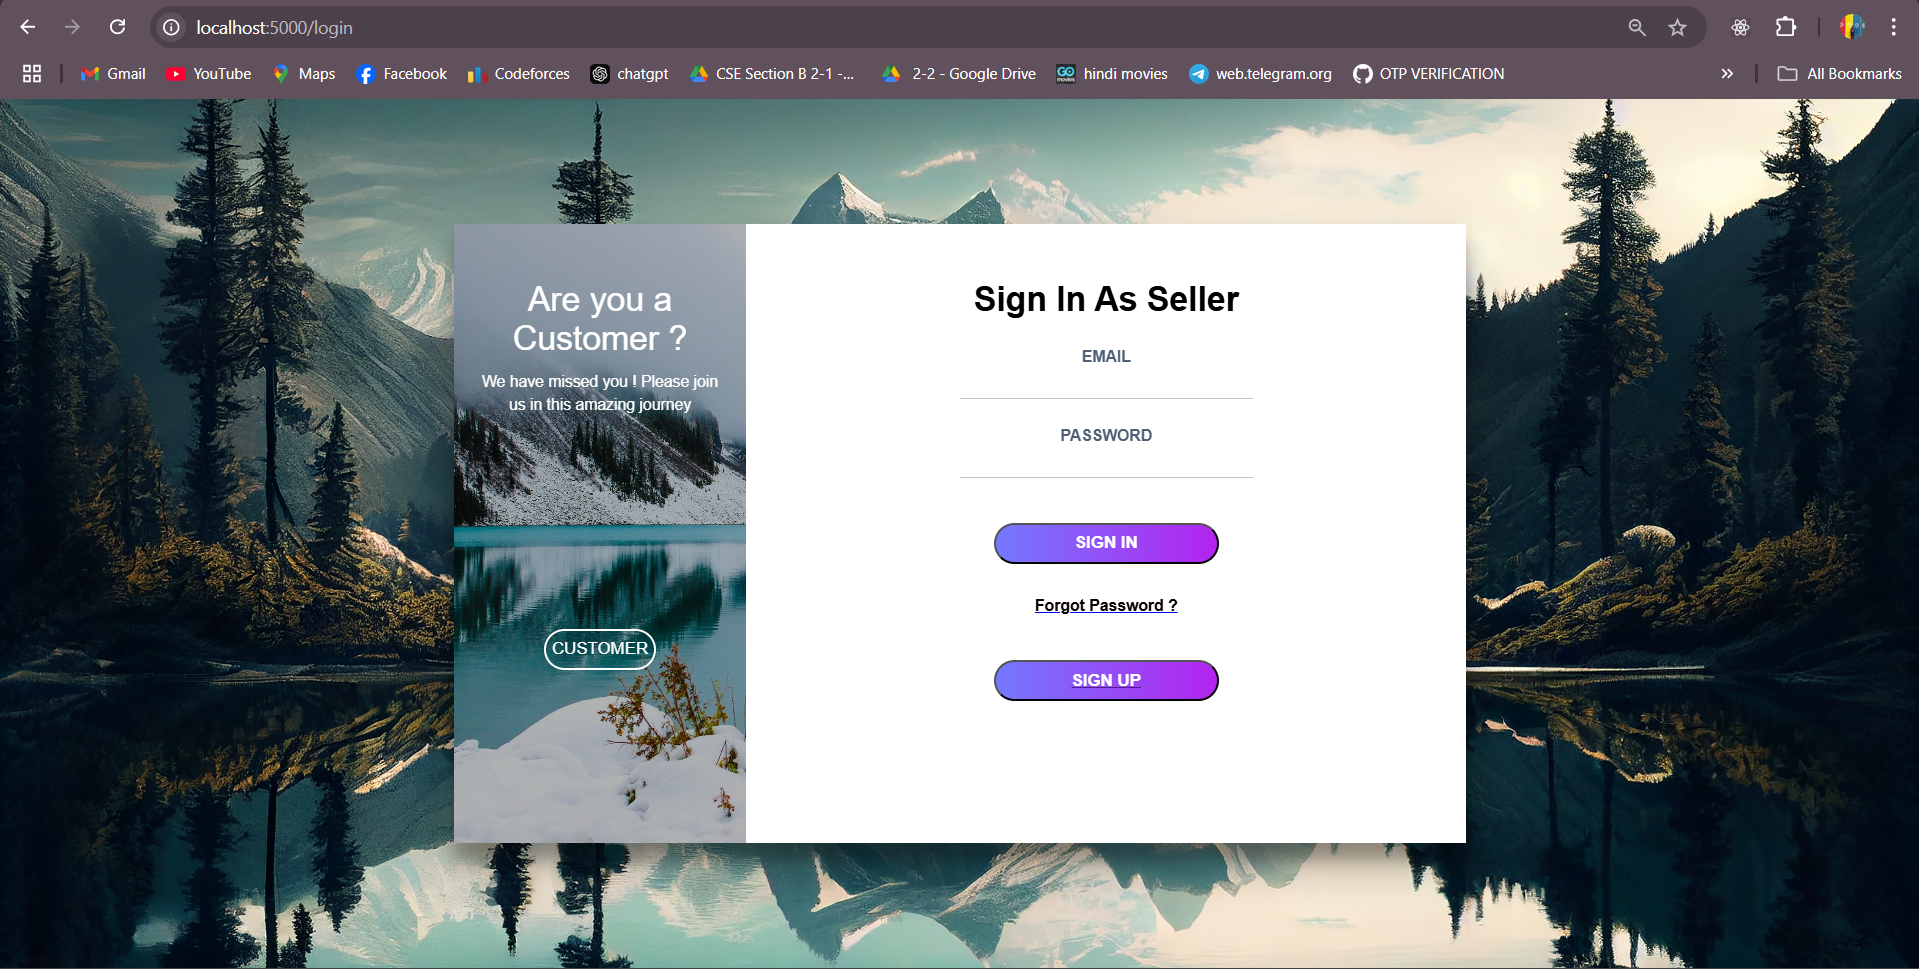 localhost:5000/login
Gmail YouTube Maps Facebook Codeforces chatgpt CSE Section B 2-1 -... 2-2 - Google Drive hindi movies web.telegram.org OTP VERIFICATION All Bookmarks
Are you a
Customer ?
We have missed you ! Please join
us in this amazing journey
CUSTOMER
Sign In As Seller
EMAIL
PASSWORD
SIGN IN
Forgot Password ?
SIGN UP